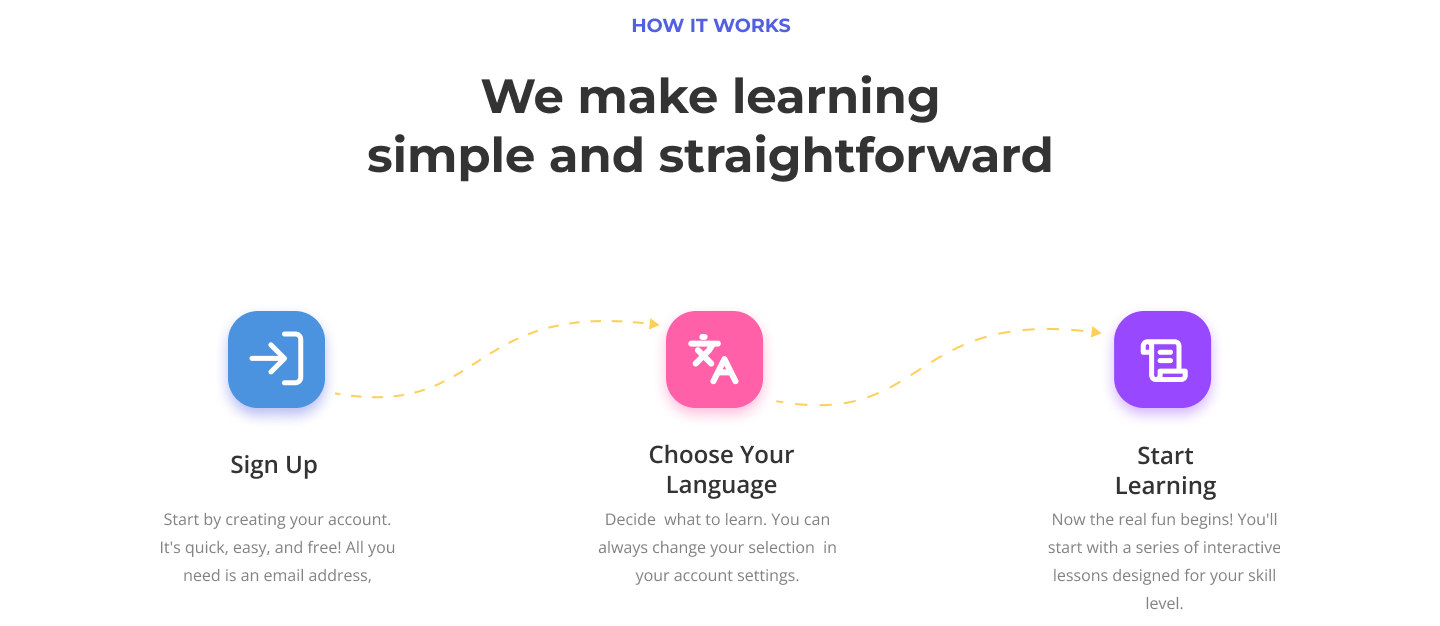 HOW IT WORKS
We make learning
simple and straightforward
Sign Up
Start by creating your account.
It's quick, easy, and free! All you
need is an email address,
Choose Your
Language
Decide  what to learn. You can
always change your selection  in
your account settings.
Start
Learning
Now the real fun begins! You'll
start with a series of interactive
lessons designed for your skill
level.